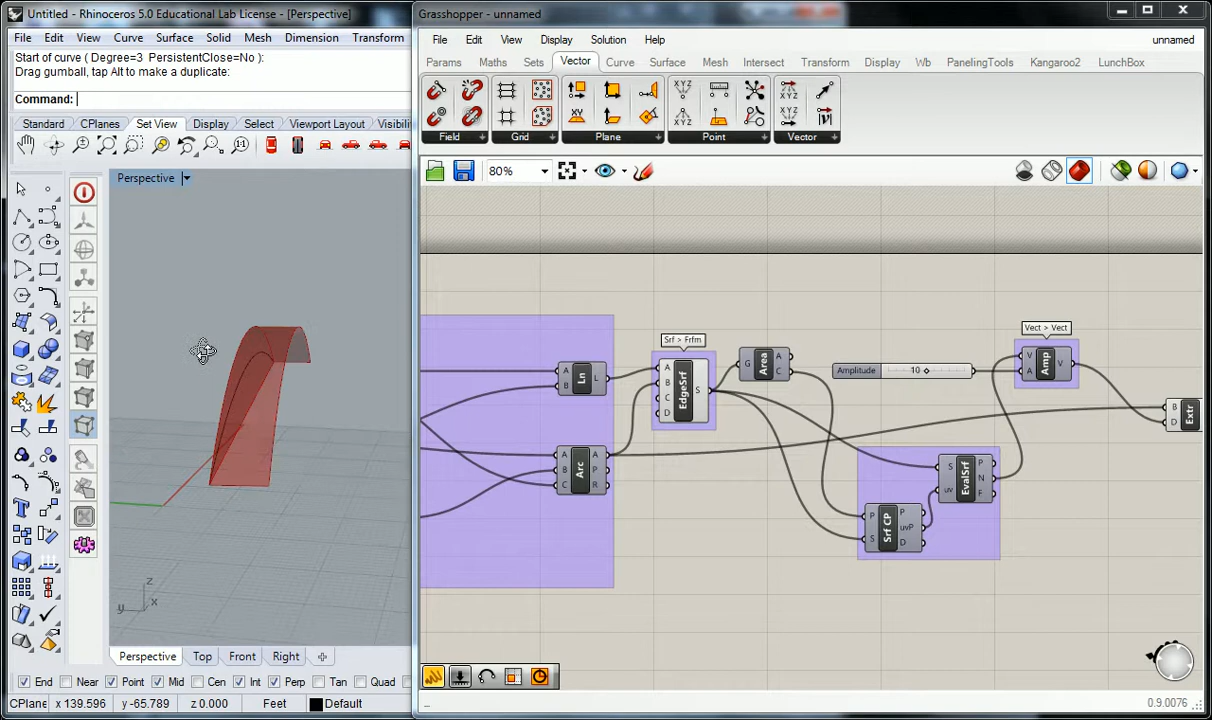 Untitled - Rhinoceros 5.0 Educational Lab License - [Perspective]
File Edit View Curve Surface Solid Mesh Dimension Transform
Start of curve ( Degree=3 PersistentClose=No ):
Drag gumball, tap Alt to make a duplicate:
Command:
Standard CPlanes Set View Display Select Viewport Layout Visibili
Perspective
z
y x
Perspective Top Front Right
End Near Point Mid Cen Int Perp Tan Quad
CPlane x 139.596 y -65.789 z 0.000 Feet Default
Grasshopper - unnamed
File Edit View Display Solution Help unnamed
Params Maths Sets Vector Curve Surface Mesh Intersect Transform Display Wb PanelingTools Kangaroo2 LunchBox
XYZ
XYZ
Field Grid Plane Point Vector
80%
Vect > Vect
Srf > Frfm
A B Ln L
A B C D EdgeSrf S
G Area A C
Amplitude 10
V A Amp V
B D Extr
A B C Arc A P R
S uv EvalSrf P N F
P S Srf CP P uvP D
0.9.0076